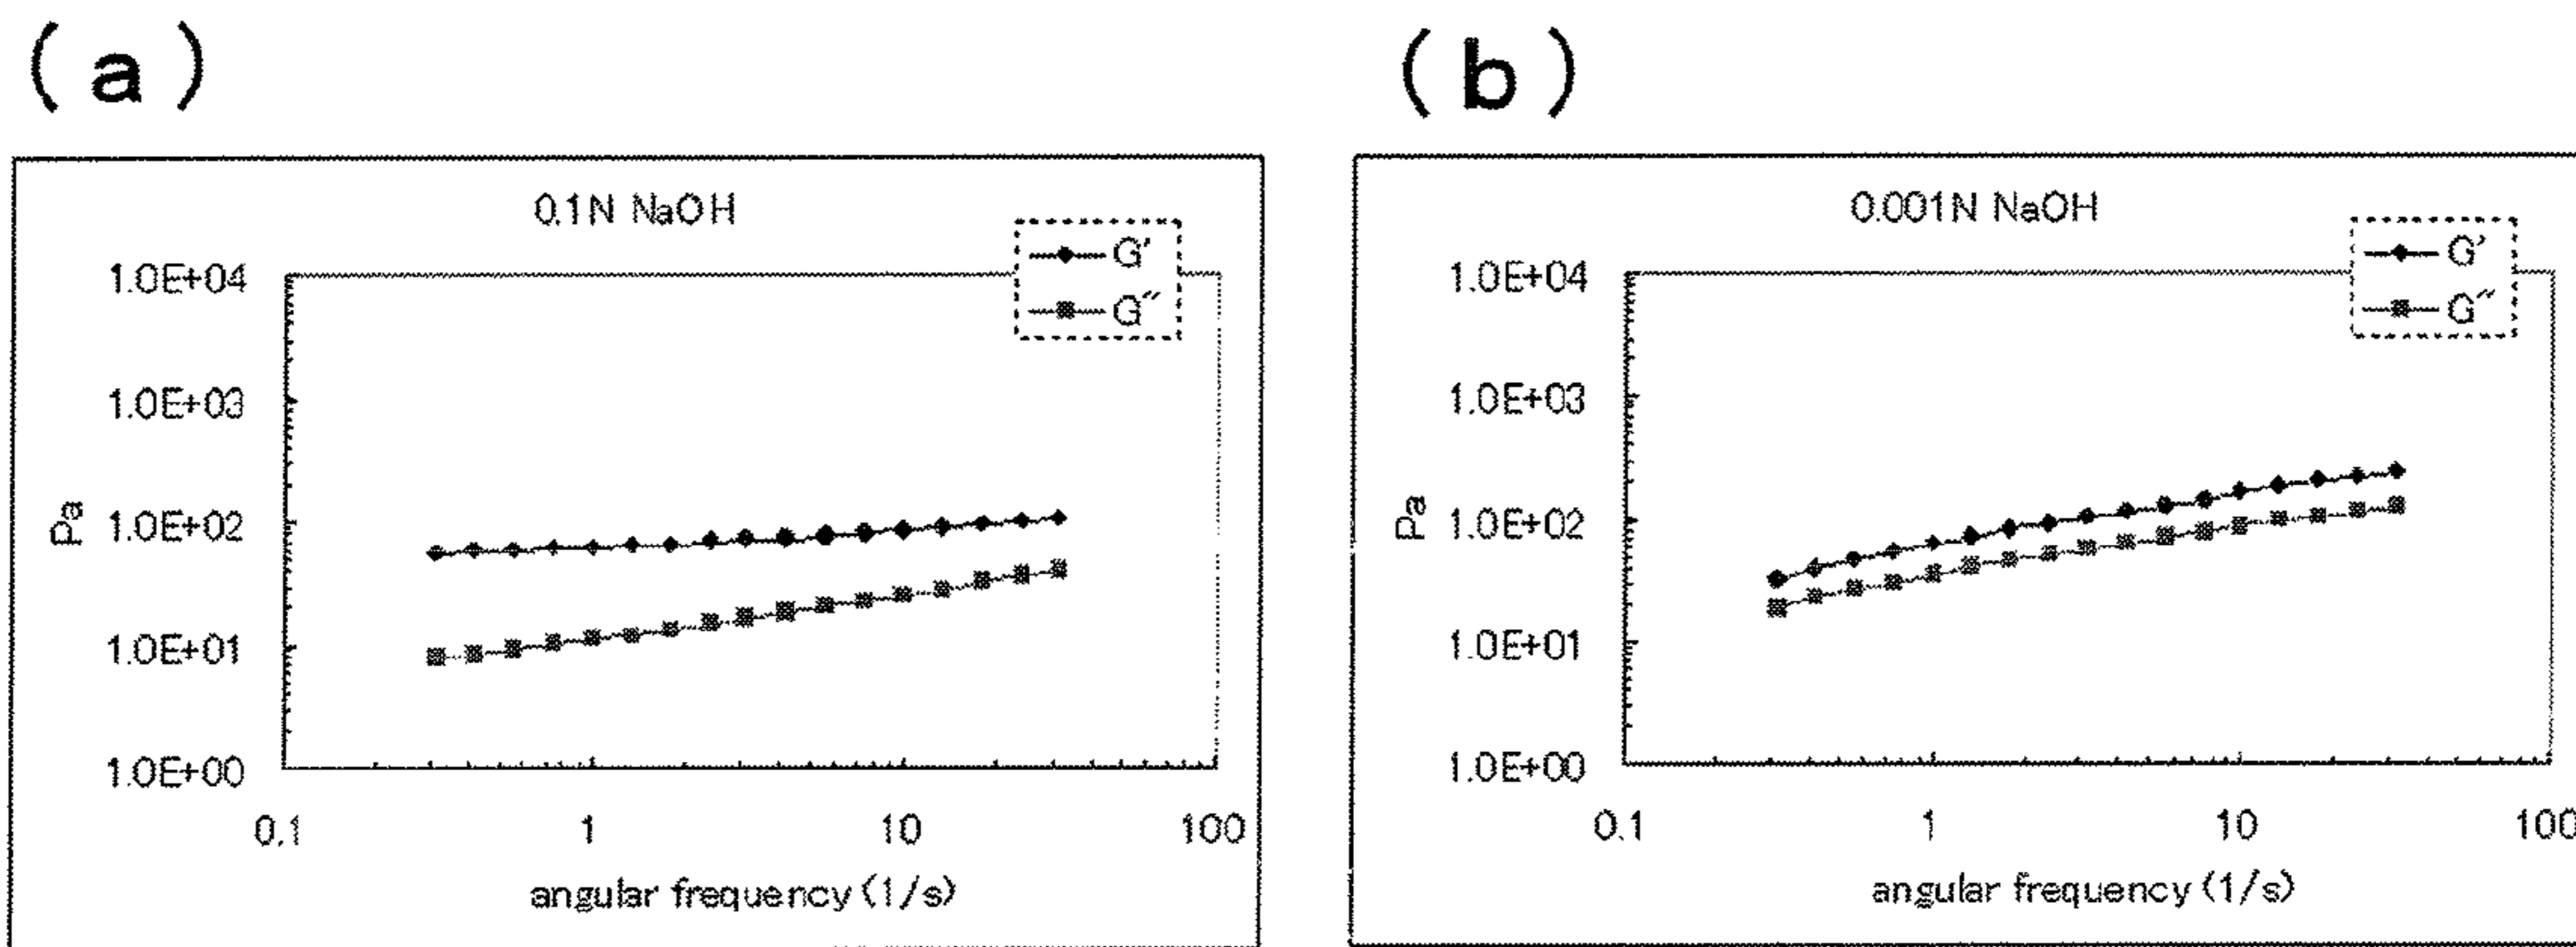 (a)
0.1N NaOH
G'
G"
1.0E+04
1.0E+03
1.0E+02
1.0E+01
1.0E+00
Pa
0.1 1 10 100
angular frequency (1/s)
(b)
0.001N NaOH
G'
G"
1.0E+04
1.0E+03
1.0E+02
1.0E+01
1.0E+00
Pa
0.1 1 10 100
angular frequency (1/s)